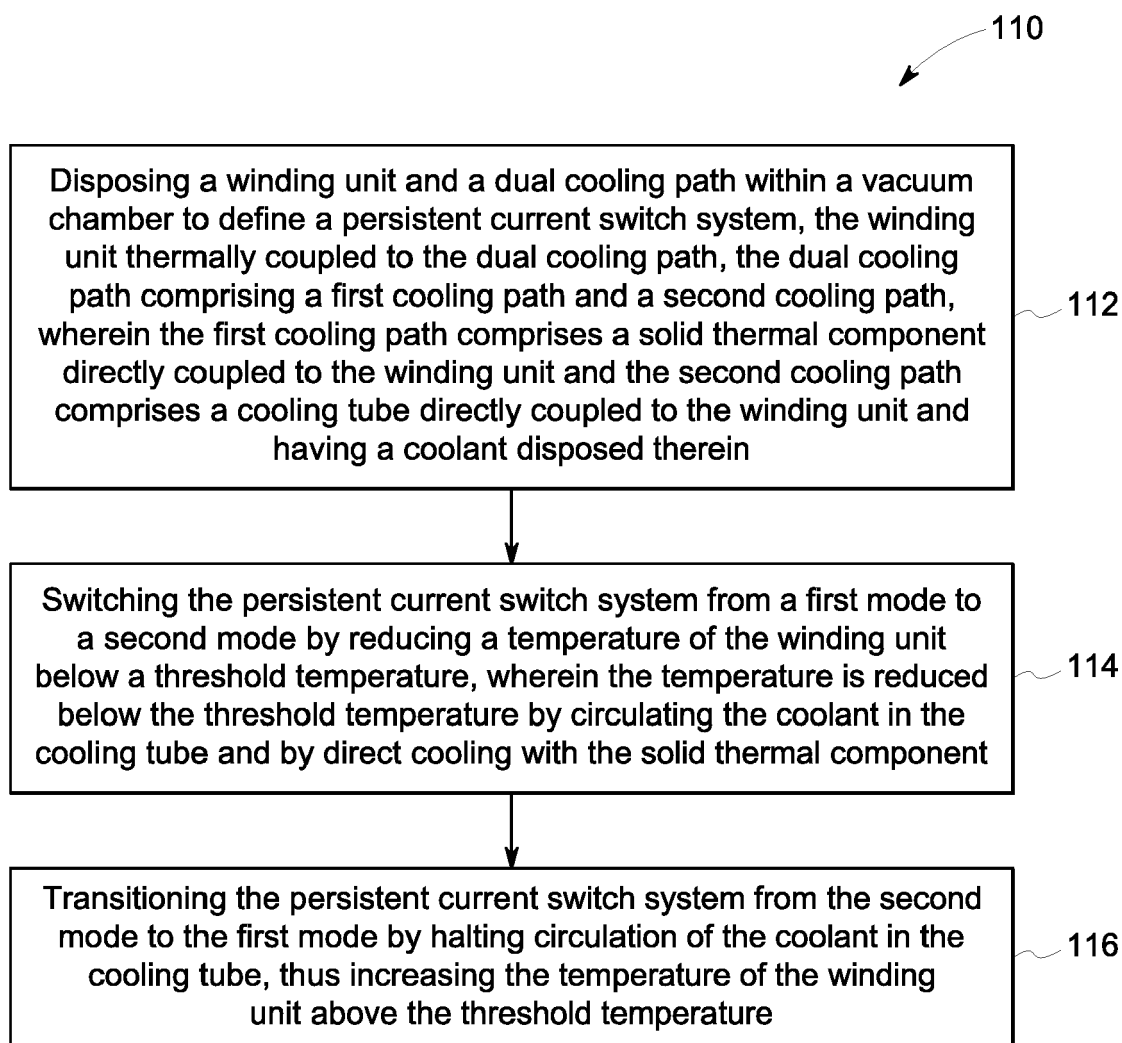 110
Disposing a winding unit and a dual cooling path within a vacuum
chamber to define a persistent current switch system, the winding
unit thermally coupled to the dual cooling path, the dual cooling
path comprising a first cooling path and a second cooling path,
wherein the first cooling path comprises a solid thermal component
directly coupled to the winding unit and the second cooling path
comprises a cooling tube directly coupled to the winding unit and
having a coolant disposed therein
112
Switching the persistent current switch system from a first mode to
a second mode by reducing a temperature of the winding unit
below a threshold temperature, wherein the temperature is reduced
below the threshold temperature by circulating the coolant in the
cooling tube and by direct cooling with the solid thermal component
114
Transitioning the persistent current switch system from the second
mode to the first mode by halting circulation of the coolant in the
cooling tube, thus increasing the temperature of the winding
unit above the threshold temperature
116